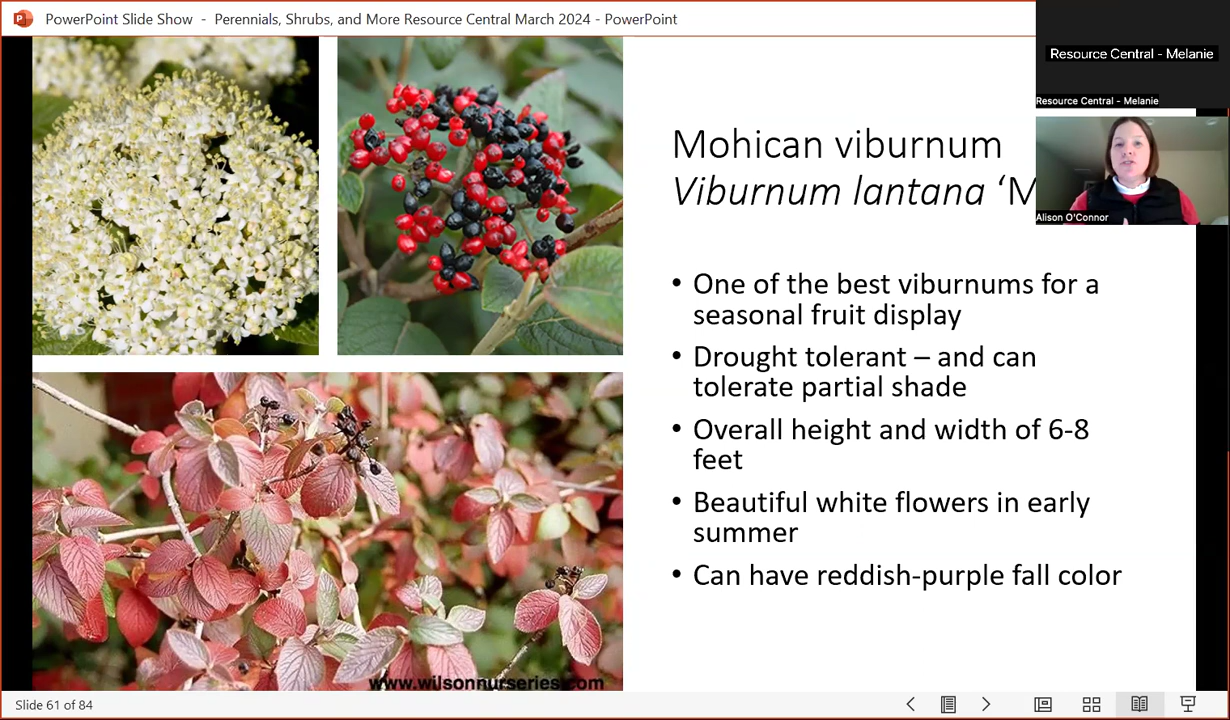 PowerPoint Slide Show - Perennials, Shrubs, and More Resource Central March 2024 - PowerPoint
Resource Central - Melanie
Resource Central - Melanie
Alison O'Connor
Mohican viburnum
Viburnum lantana ‘M
• One of the best viburnums for a
seasonal fruit display
• Drought tolerant – and can
tolerate partial shade
• Overall height and width of 6-8
feet
• Beautiful white flowers in early
summer
• Can have reddish-purple fall color
www.wilsonnurseries.com
Slide 61 of 84